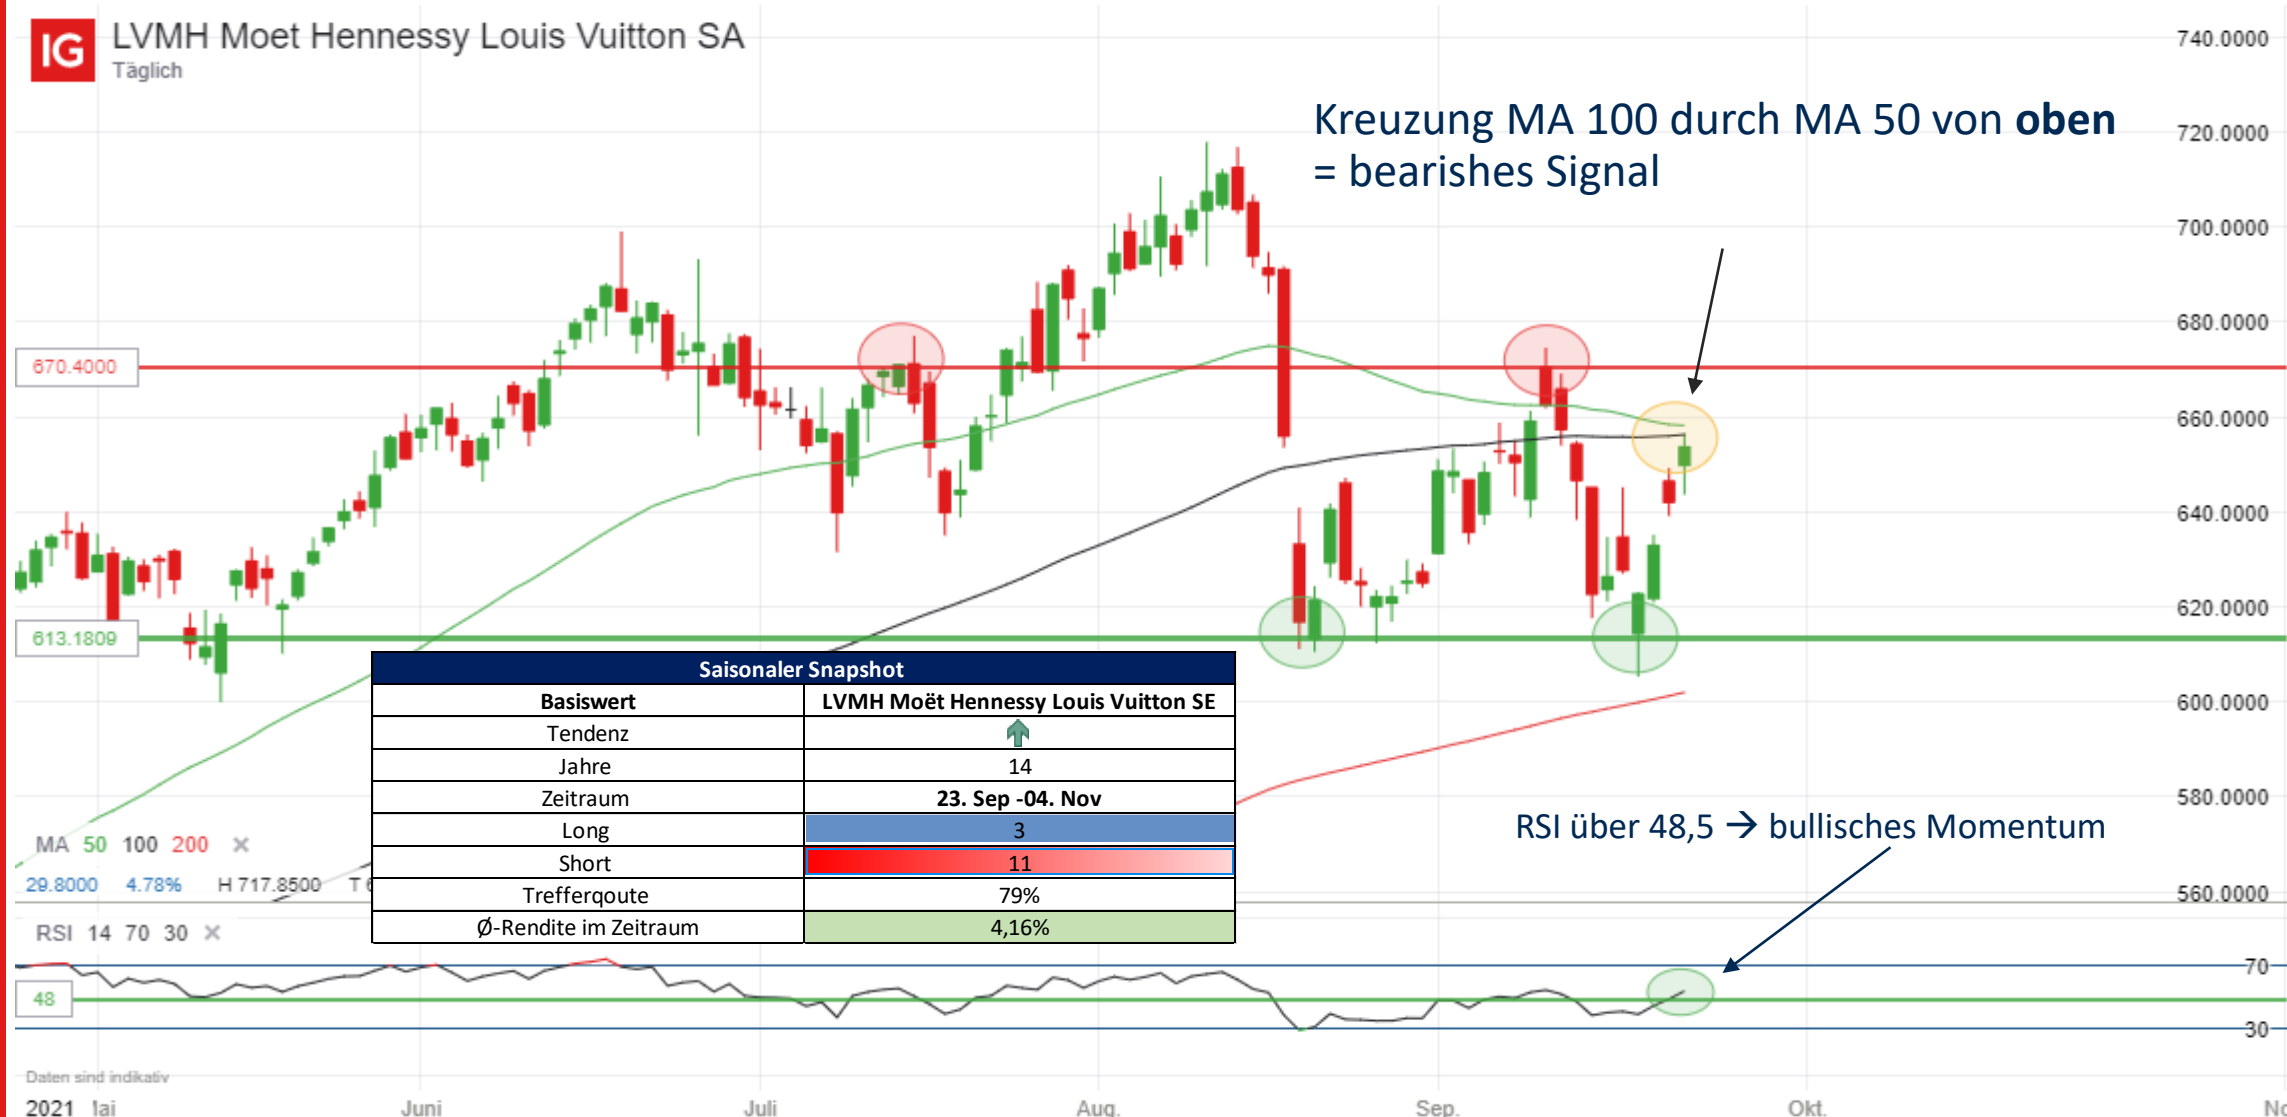 IG
LVMH Moet Hennessy Louis Vuitton SA
Täglich
740.0000
Kreuzung MA 100 durch MA 50 von oben
= bearishes Signal
720.0000
700.0000
680.0000
670.4000
660.0000
640.0000
620.0000
613.1809
600.0000
580.0000
560.0000
Saisonaler Snapshot
Basiswert LVMH Moët Hennessy Louis Vuitton SE
Tendenz
Jahre 14
Zeitraum 23. Sep -04. Nov
Long 3
Short 11
Trefferqoute 79%
Ø-Rendite im Zeitraum 4,16%
RSI über 48,5 → bullisches Momentum
MA 50 100 200 ×
29.8000 4.78% H 717.8500 T
RSI 14 70 30 ×
70
48
30
Daten sind indikativ
2021 Juni Juli Aug. Sep. Okt.